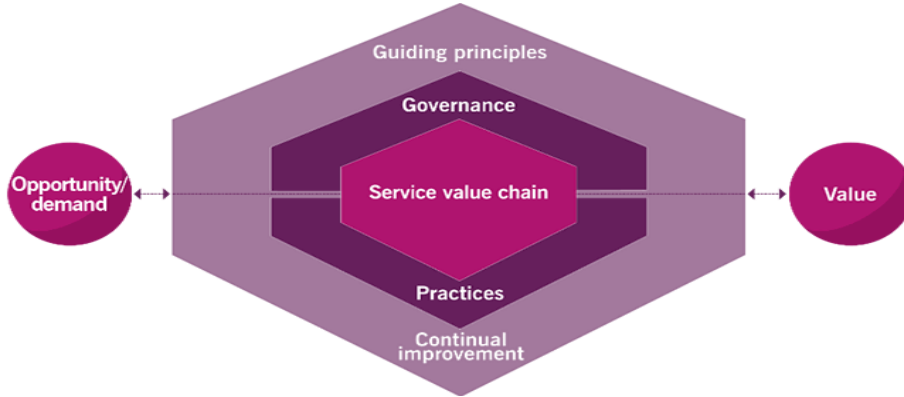 Guiding principles
Governance
Opportunity/
demand
Service value chain
Value
Practices
Continual
improvement